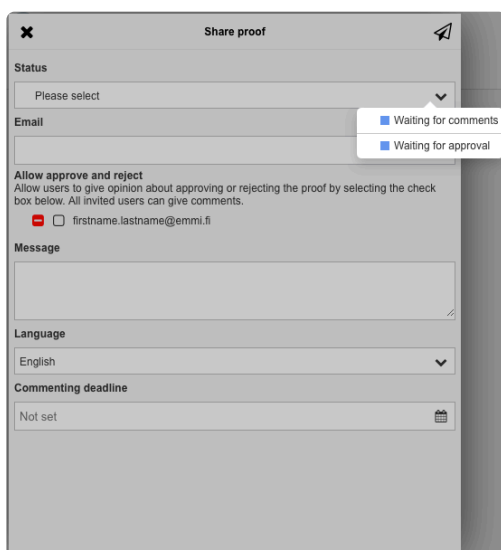 Share proof
Status
Please select
Waiting for comments
Email
Waiting for approval
Allow approve and reject
Allow users to give opinion about approving or rejecting the proof by selecting the check
box below. All invited users can give comments.
firstname.lastname@emmi.fi
Message
Language
English
Commenting deadline
Not set